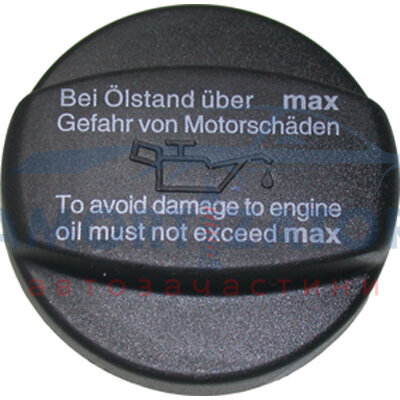 Bei Ölstand über max
Gefahr von Motorschäden
To avoid damage to engine
oil must not exceed max
автозапчастини